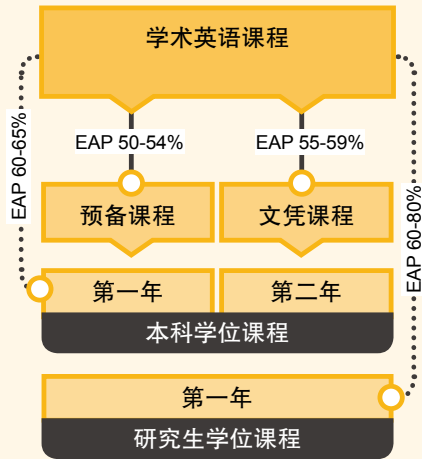 学术英语课程
EAP 60-65%
EAP 50-54%
EAP 55-59%
EAP 60-80%
预备课程
文凭课程
第一年
第二年
本科学位课程
第一年
研究生学位课程